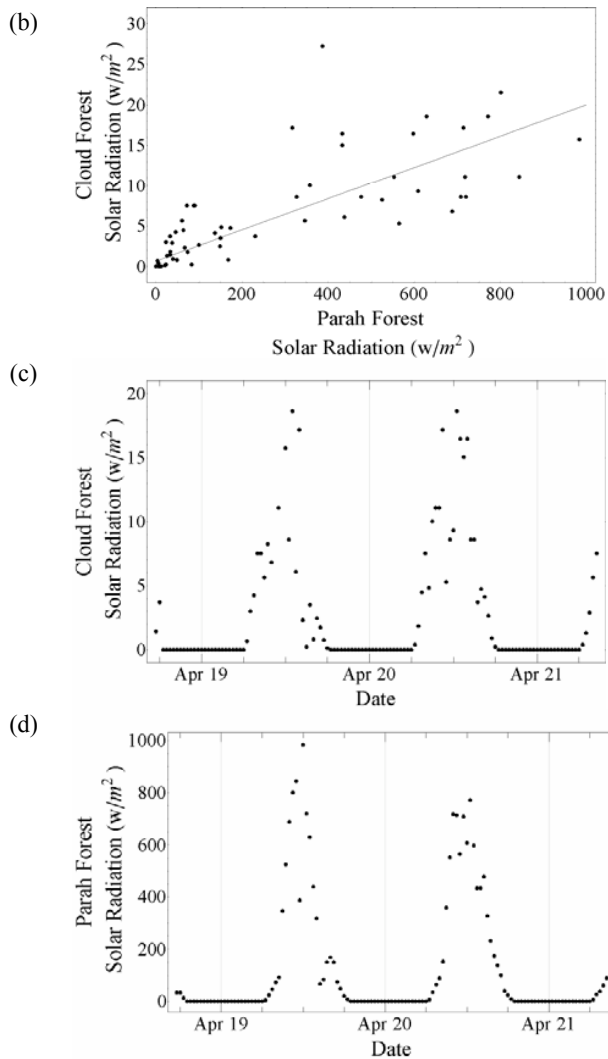 (b)
Cloud Forest
Solar Radiation (w/m²)
30
25
20
15
10
5
0
0
200
400
600
800
1000
Parah Forest
Solar Radiation (w/m² )
(c)
Cloud Forest
Solar Radiation (w/m² )
20
15
10
5
0
Apr 19
Apr 20
Apr 21
Date
(d)
Parah Forest
Solar Radiation (w/m² )
1000
800
600
400
200
0
Apr 19
Apr 20
Apr 21
Date